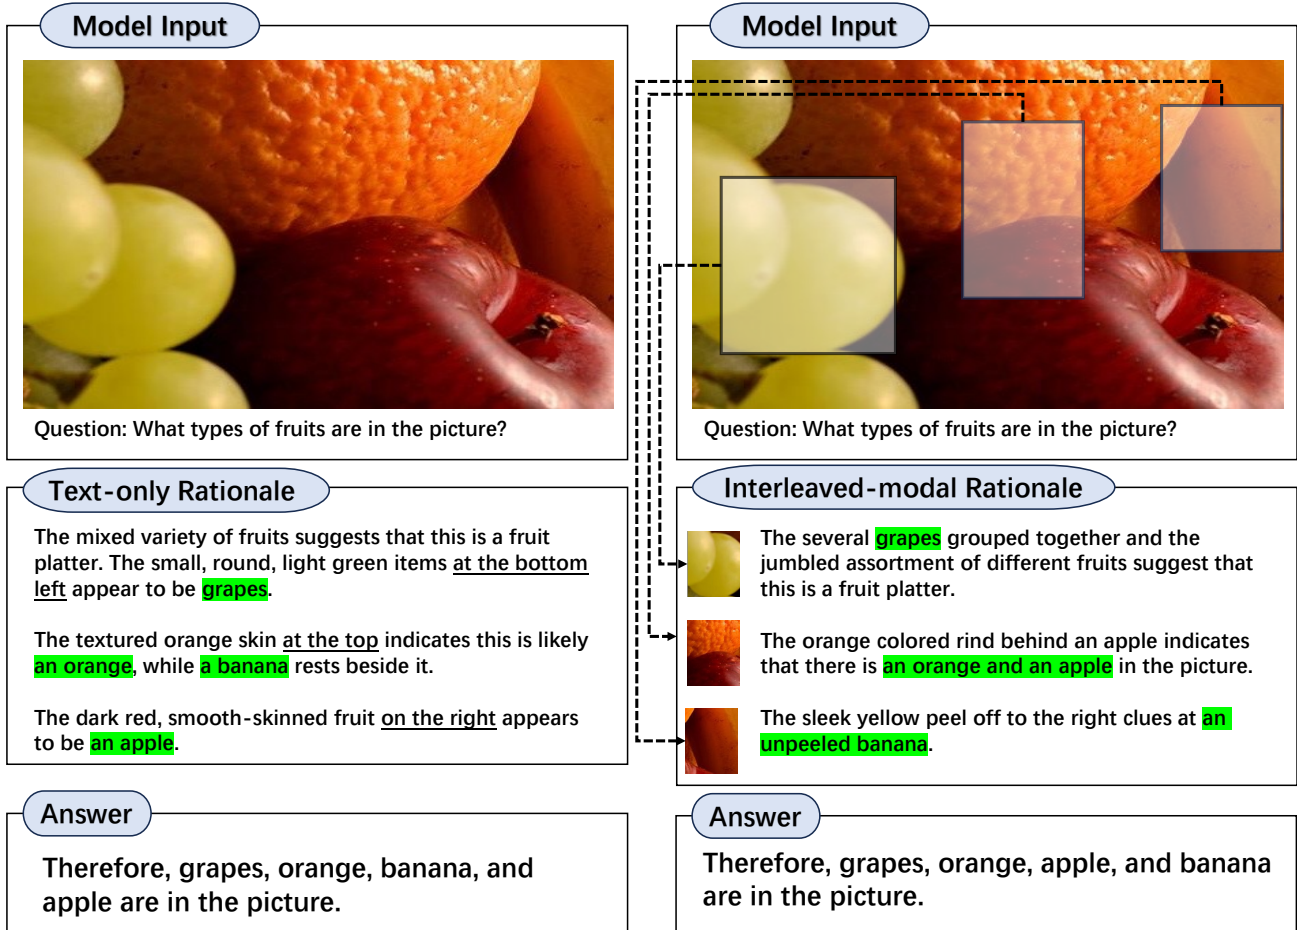 Model Input
Question: What types of fruits are in the picture?
Text-only Rationale
The mixed variety of fruits suggests that this is a fruit
platter. The small, round, light green items at the bottom
left appear to be grapes.
The textured orange skin at the top indicates this is likely
an orange, while a banana rests beside it.
The dark red, smooth-skinned fruit on the right appears
to be an apple.
Answer
Therefore, grapes, orange, banana, and
apple are in the picture.
Model Input
Question: What types of fruits are in the picture?
Interleaved-modal Rationale
The several grapes grouped together and the
jumbled assortment of different fruits suggest that
this is a fruit platter.
The orange colored rind behind an apple indicates
that there is an orange and an apple in the picture.
The sleek yellow peel off to the right clues at an
unpeeled banana.
Answer
Therefore, grapes, orange, apple, and banana
are in the picture.